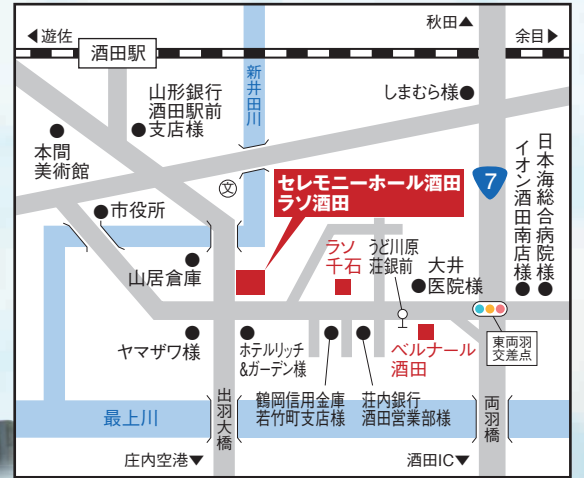 秋田▲
◀遊佐
余目▶
酒田駅
新井田川
山形銀行
酒田駅前
支店様
しまむら様
本間
美術館
文
セレモニーホール酒田
ラソ酒田
7
日本海総合病院様
イオン酒田南店様
市役所
山居倉庫
ラソ
千石
うど川原
荘銀前
大井
医院様
ヤマザワ様
ホテルリッチ
&ガーデン様
ベルナール
酒田
東両羽
交差点
鶴岡信用金庫
若竹町支店様
荘内銀行
酒田営業部様
最上川
出羽大橋
両羽橋
庄内空港▼
酒田IC▼